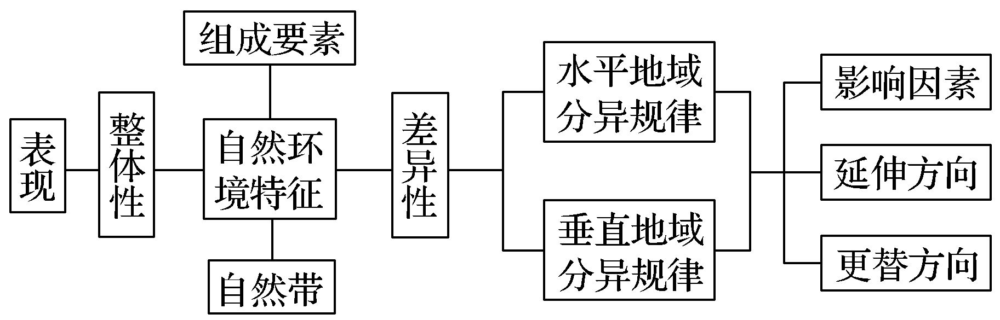 组成要素
表现
整体性
自然环
境特征
自然带
差异性
水平地域
分异规律
垂直地域
分异规律
影响因素
延伸方向
更替方向